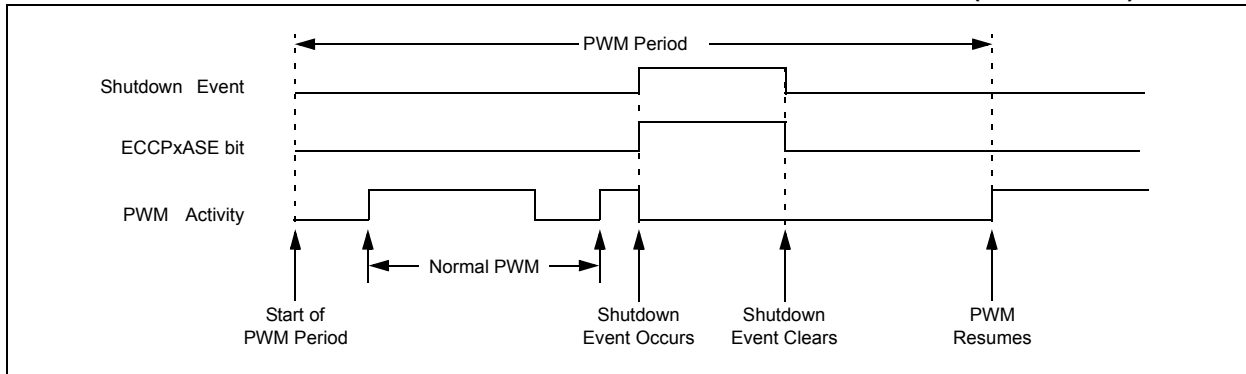 PWM Period
Shutdown Event
ECCPxASE bit
PWM Activity
Normal PWM
Start of
PWM Period
Shutdown
Event Occurs
Shutdown
Event Clears
PWM
Resumes